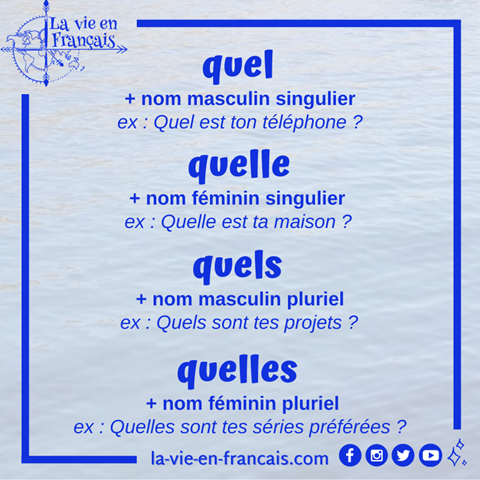 La vie en
Français
quel
+ nom masculin singulier
ex : Quel est ton téléphone ?
quelle
+ nom féminin singulier
ex : Quelle est ta maison ?
quels
+ nom masculin pluriel
ex : Quels sont tes projets ?
quelles
+ nom féminin pluriel
ex : Quelles sont tes séries préférées ?
la-vie-en-francais.com